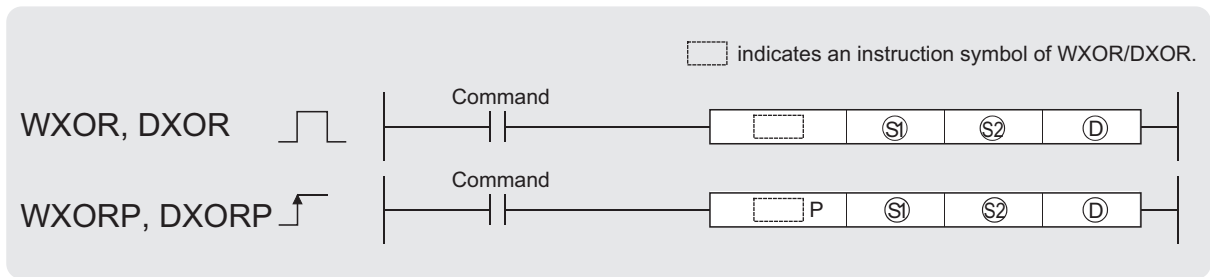 indicates an instruction symbol of WXOR/DXOR.
Command
WXOR, DXOR
S1 S2 D
Command
WXORP, DXORP
P S1 S2 D